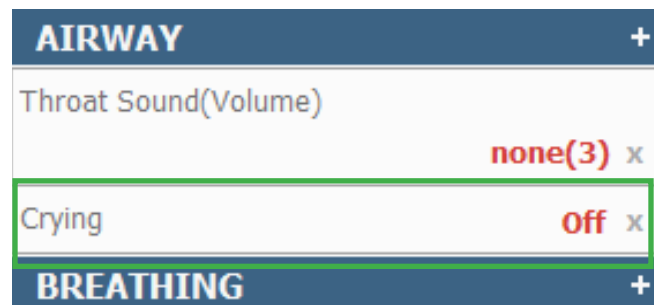 AIRWAY +
Throat Sound(Volume)
none(3) x
Crying Off x
BREATHING +